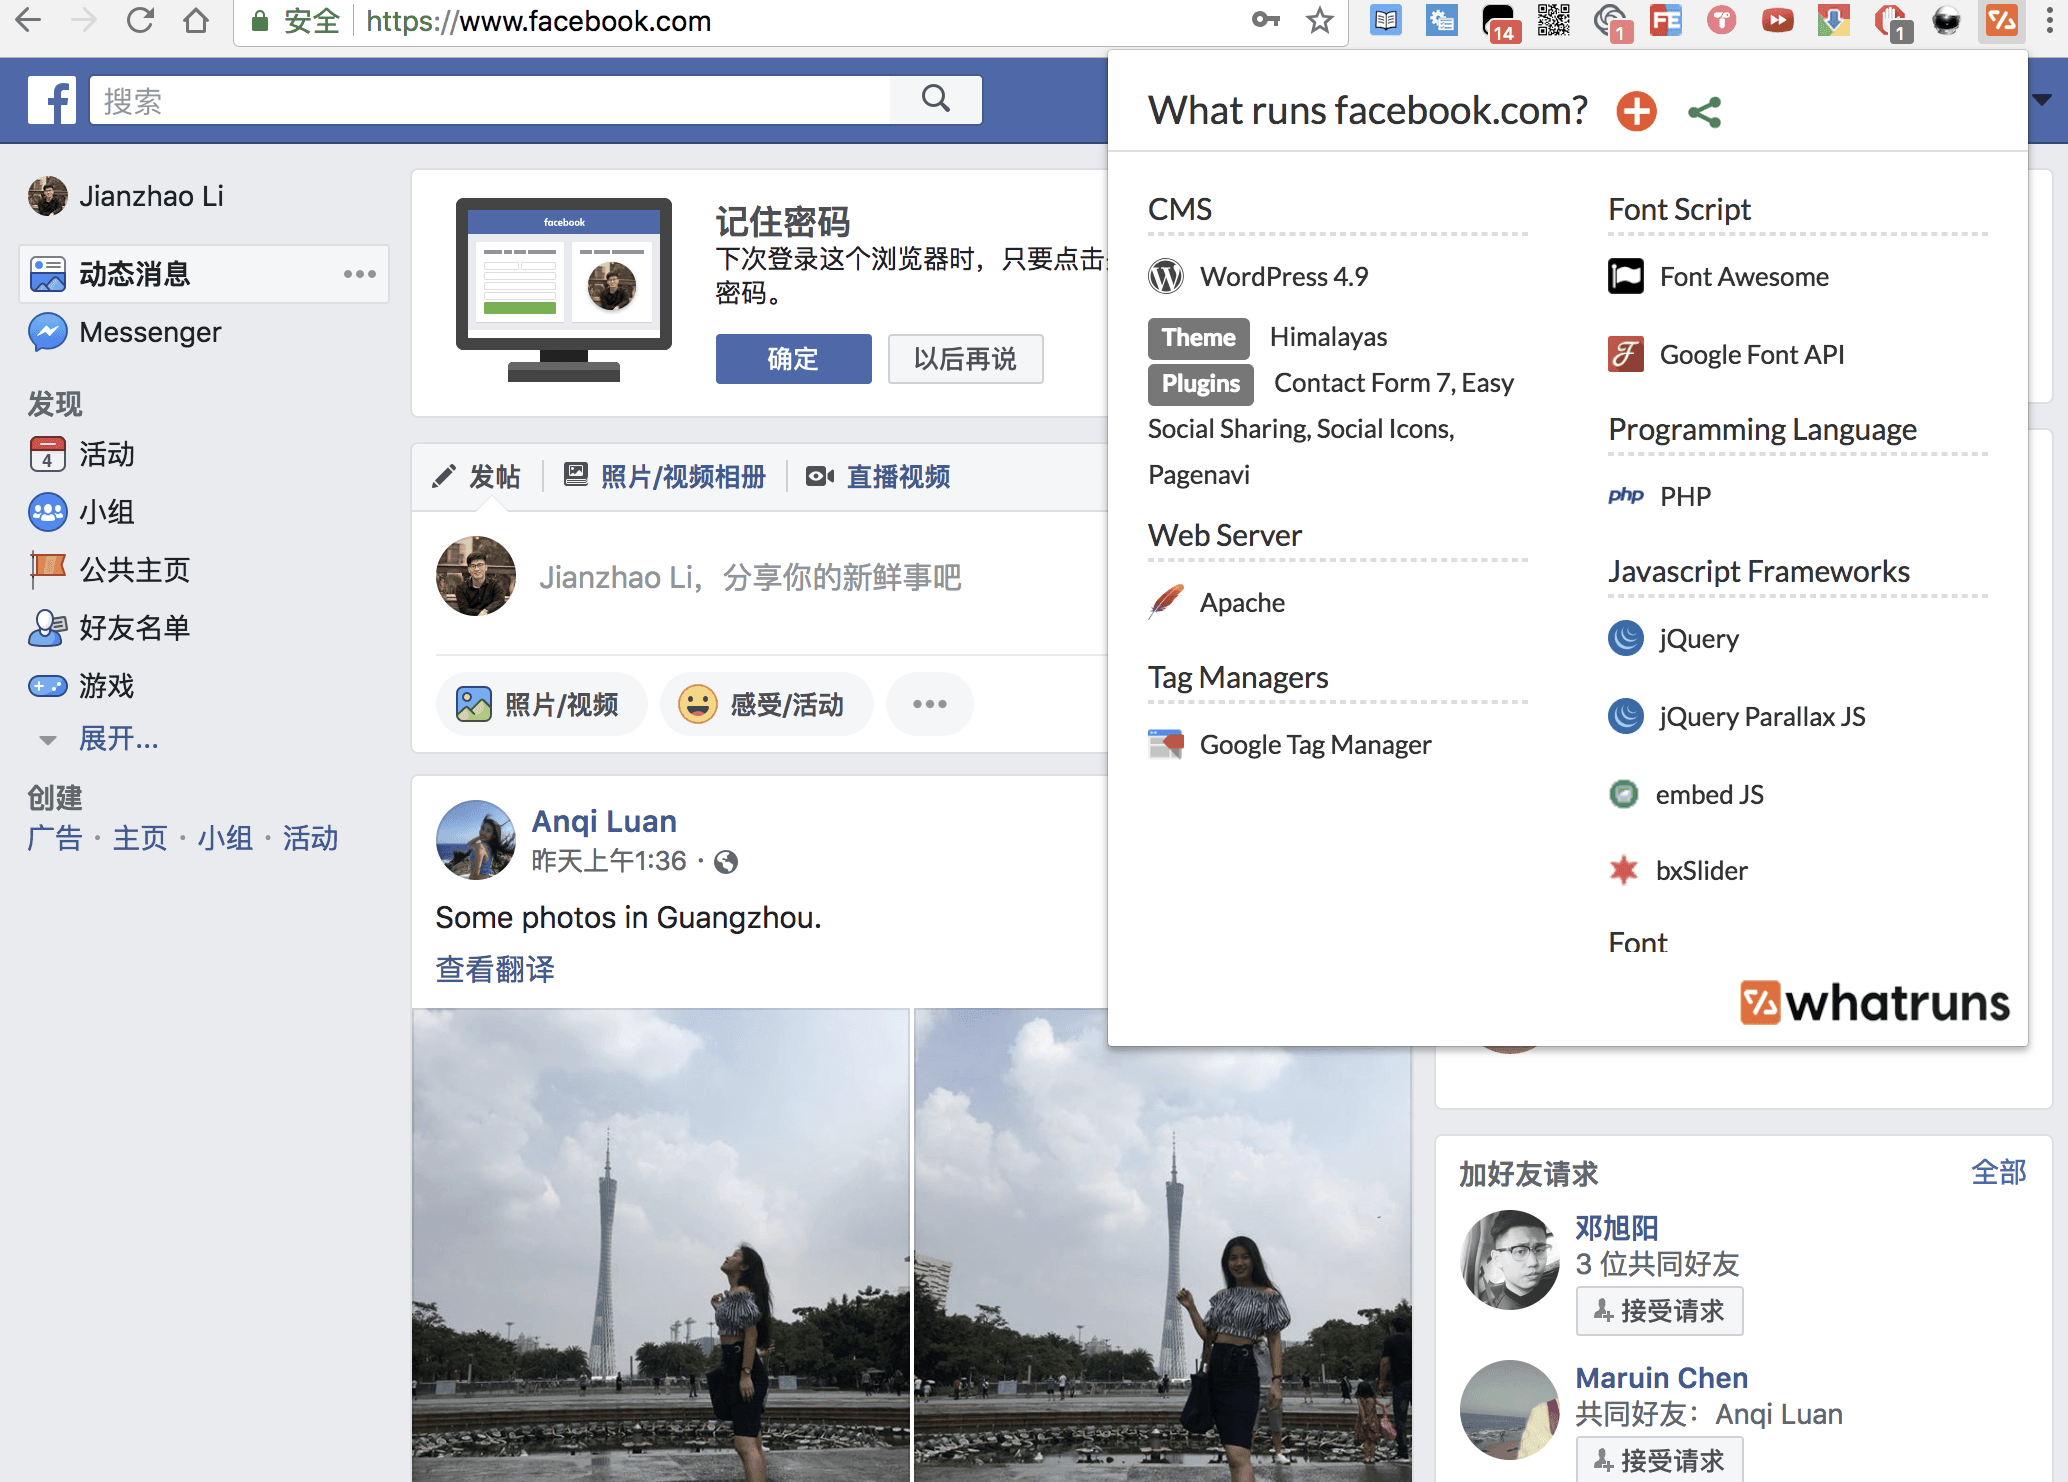 安全
https://www.facebook.com
14
1
FE
1
搜索
Jianzhao Li
动态消息
Messenger
发现
4
活动
小组
公共主页
好友名单
游戏
展开...
创建
广告 · 主页 · 小组 · 活动
facebook
记住密码
下次登录这个浏览器时，只要点击
密码。
确定
以后再说
发帖
照片/视频相册
直播视频
Jianzhao Li，分享你的新鲜事吧
照片/视频
感受/活动
Anqi Luan
昨天上午1:36 ·
Some photos in Guangzhou.
查看翻译
What runs facebook.com?
CMS
WordPress 4.9
Theme Himalayas
Plugins Contact Form 7, Easy
Social Sharing, Social Icons,
Pagenavi
Web Server
Apache
Tag Managers
Google Tag Manager
Font Script
Font Awesome
Google Font API
Programming Language
php PHP
Javascript Frameworks
jQuery
jQuery Parallax JS
embed JS
bxSlider
Font
whatruns
加好友请求
全部
邓旭阳
3 位共同好友
接受请求
Maruin Chen
共同好友：Anqi Luan
接受请求